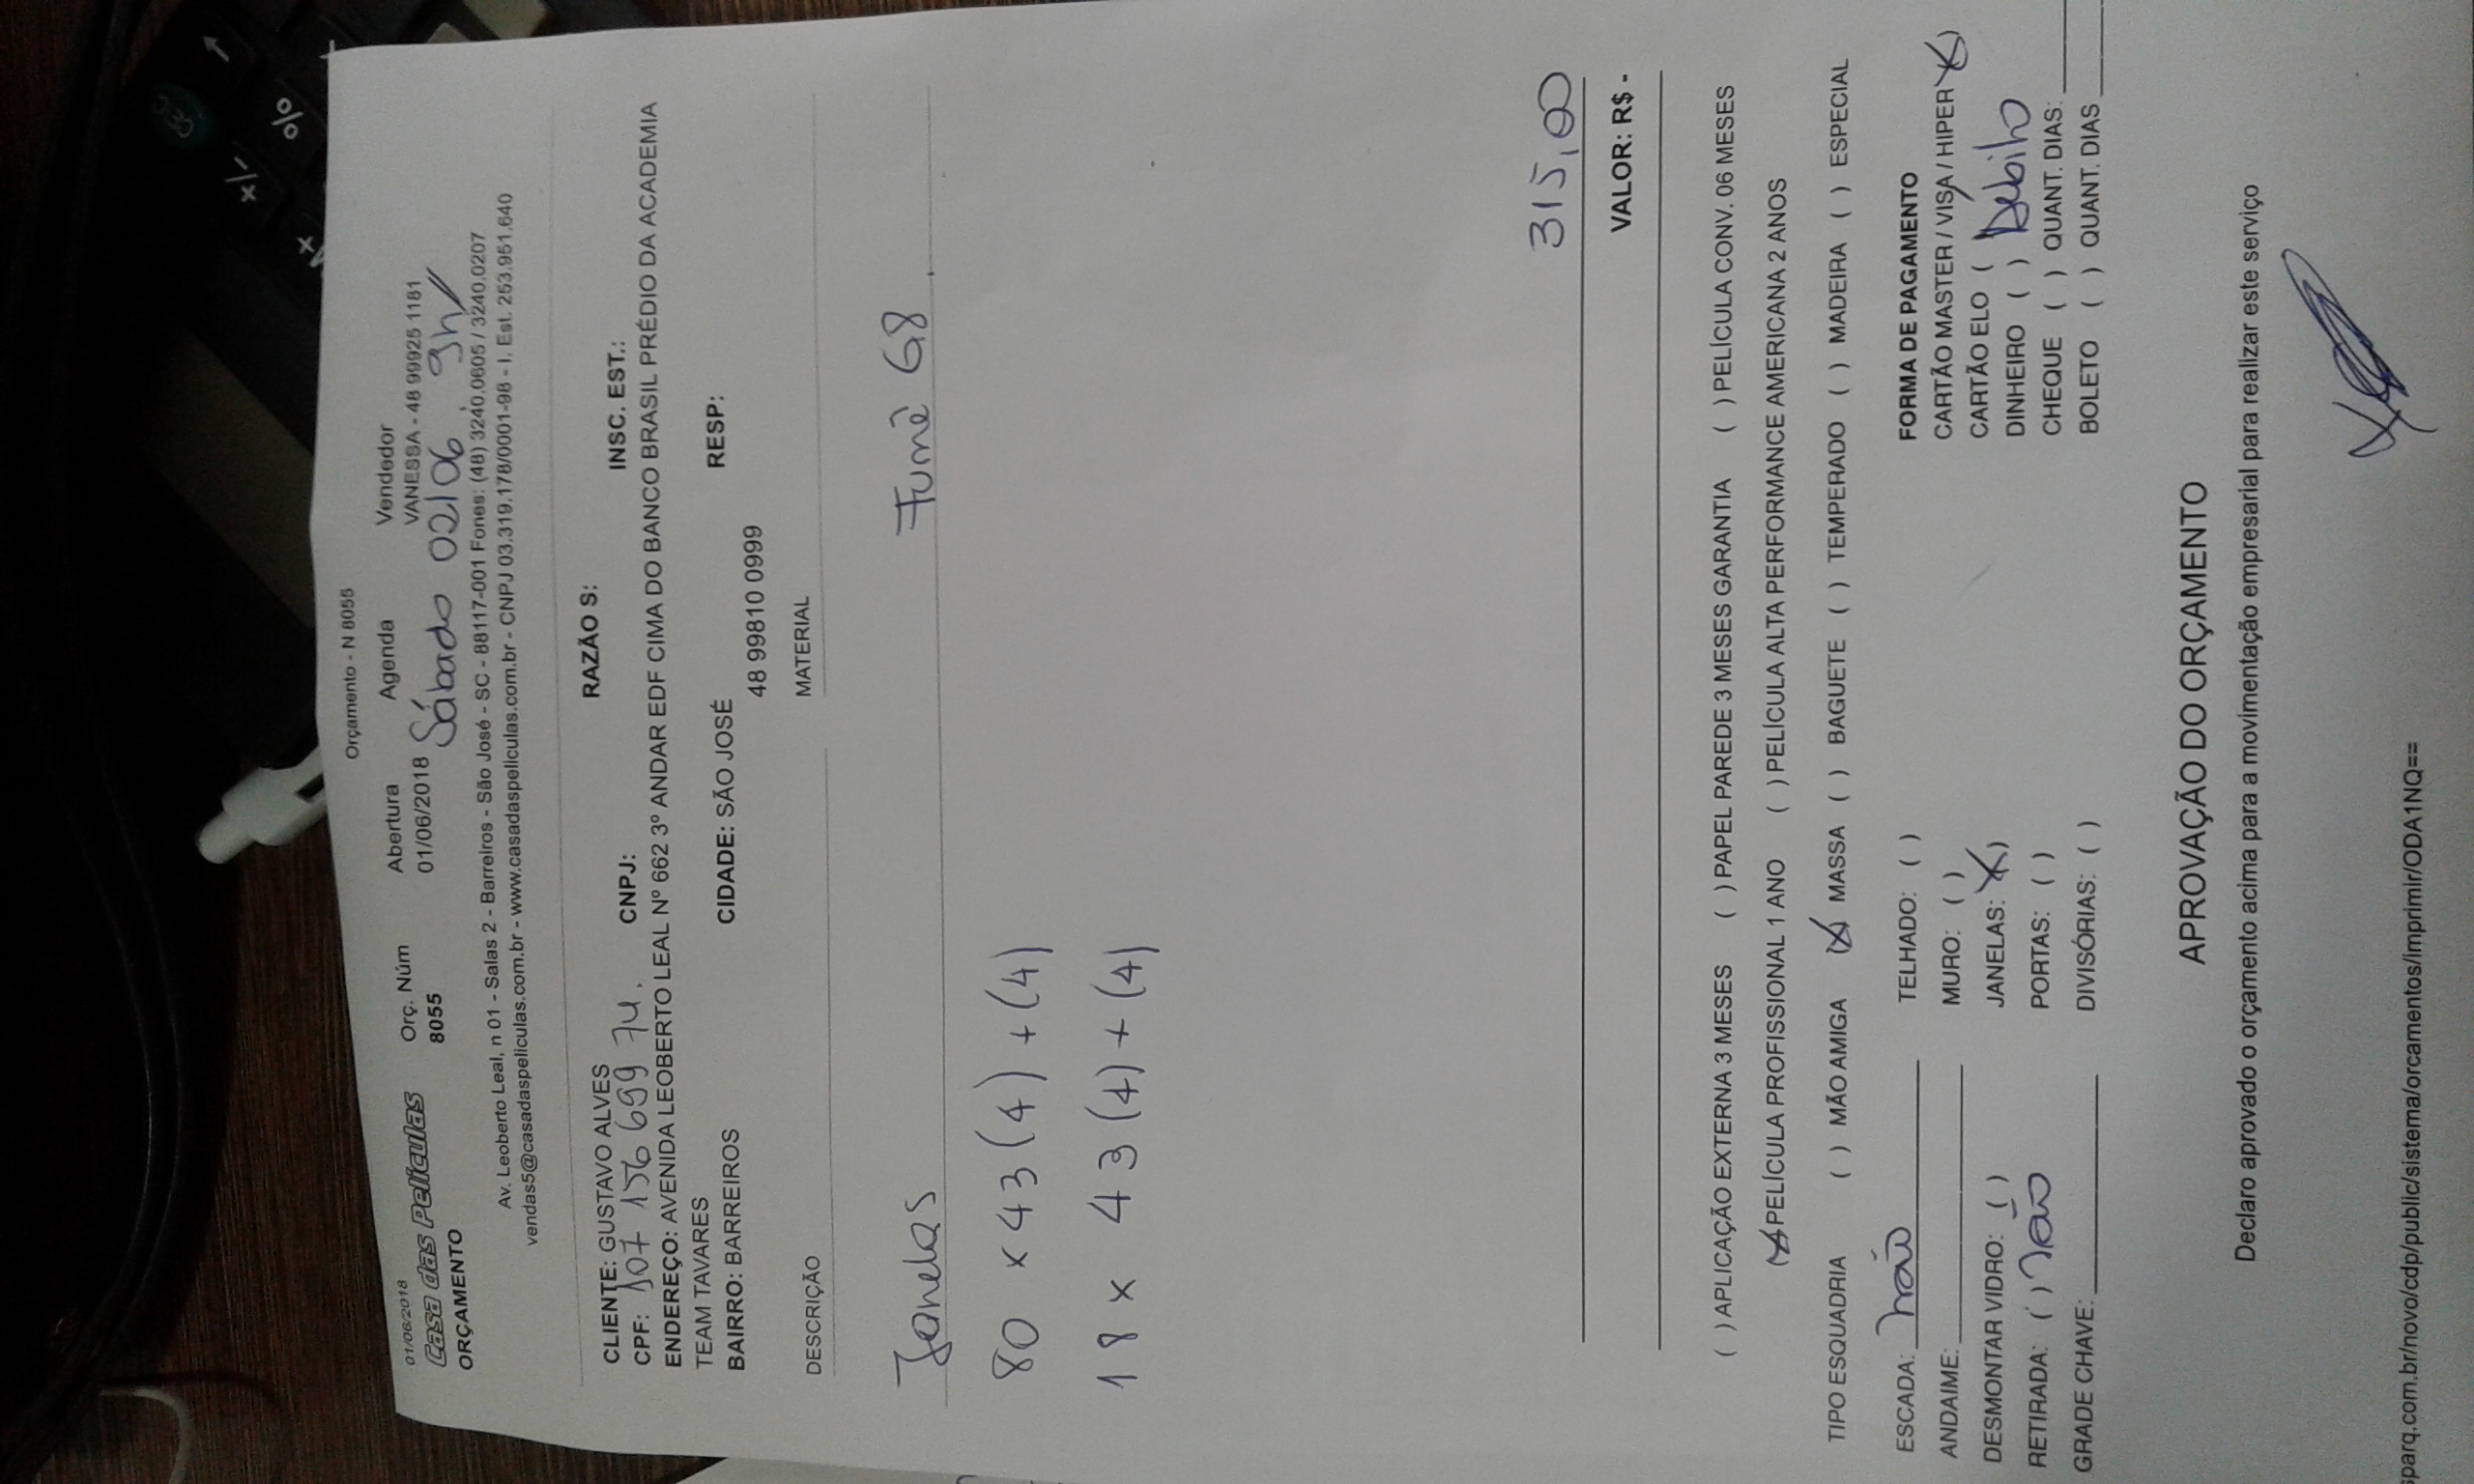 Orçamento - N 8055
01/06/2018
Casa das Películas
ORÇAMENTO
Orç. Núm
8055
Abertura
01/06/2018
Agenda
Sábado 02/06, 9h//
Vendedor
VANESSA - 48 99925 1181
Av. Leoberto Leal, n 01 - Salas 2 - Barreiros - São José - SC - 88117-001 Fones: (48) 3240.0605 / 3240.0207
vendas5@casadaspeliculas.com.br - www.casadaspeliculas.com.br - CNPJ 03.319.178/0001-98 - I. Est. 253.951.640
CLIENTE: GUSTAVO ALVES RAZÃO S:
CPF: 107 156 699 74. CNPJ: INSC. EST.:
ENDEREÇO: AVENIDA LEOBERTO LEAL Nº 662 3º ANDAR EDF CIMA DO BANCO BRASIL PRÉDIO DA ACADEMIA
TEAM TAVARES
BAIRRO: BARREIROS CIDADE: SÃO JOSÉ RESP:
48 99810 0999
DESCRIÇÃO MATERIAL
Janelas Fumê G8
80 x 43 (4) + (4)
18 x 43 (4) + (4)
315,00
VALOR: R$ -
( ) APLICAÇÃO EXTERNA 3 MESES ( ) PAPEL PAREDE 3 MESES GARANTIA ( ) PELÍCULA CONV. 06 MESES
(X) PELÍCULA PROFISSIONAL 1 ANO ( ) PELÍCULA ALTA PERFORMANCE AMERICANA 2 ANOS
TIPO ESQUADRIA ( ) MÃO AMIGA (X) MASSA ( ) BAGUETE ( ) TEMPERADO ( ) MADEIRA ( ) ESPECIAL
ESCADA: não
ANDAIME:
DESMONTAR VIDRO: ( )
RETIRADA: ( ) não
GRADE CHAVE:
TELHADO: ( )
MURO: ( )
JANELAS: (X)
PORTAS: ( )
DIVISÓRIAS: ( )
FORMA DE PAGAMENTO
CARTÃO MASTER / VISA / HIPER (X)
CARTÃO ELO ( Débito
DINHEIRO ( )
CHEQUE ( ) QUANT. DIAS:
BOLETO ( ) QUANT. DIAS
APROVAÇÃO DO ORÇAMENTO
Declaro aprovado o orçamento acima para a movimentação empresarial para realizar este serviço
X
sparq.com.br/novo/cdp/public/sistema/orcamentos/imprimir/ODA1NQ==
+/-
%